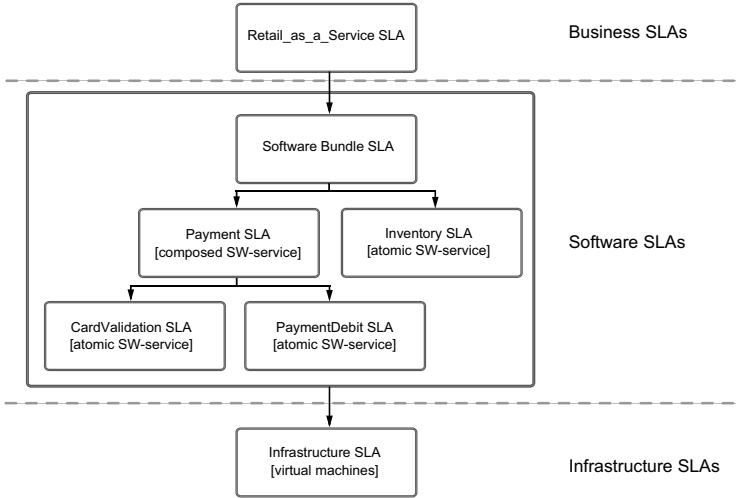 Retail_as_a_Service SLA
Business SLAs
Software Bundle SLA
Payment SLA
[composed SW-service]
Inventory SLA
[atomic SW-service]
Software SLAs
CardValidation SLA
[atomic SW-service]
PaymentDebit SLA
[atomic SW-service]
Infrastructure SLA
[virtual machines]
Infrastructure SLAs